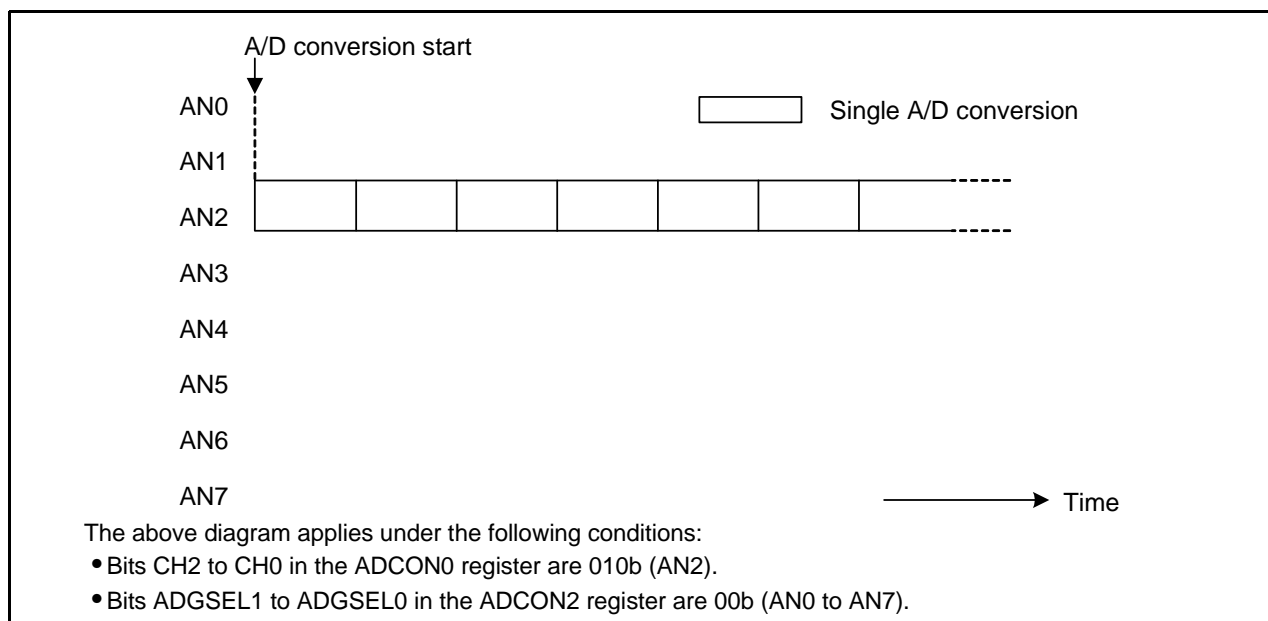 A/D conversion start
AN0
Single A/D conversion
AN1
AN2
AN3
AN4
AN5
AN6
AN7
Time
The above diagram applies under the following conditions:
• Bits CH2 to CH0 in the ADCON0 register are 010b (AN2).
• Bits ADGSEL1 to ADGSEL0 in the ADCON2 register are 00b (AN0 to AN7).